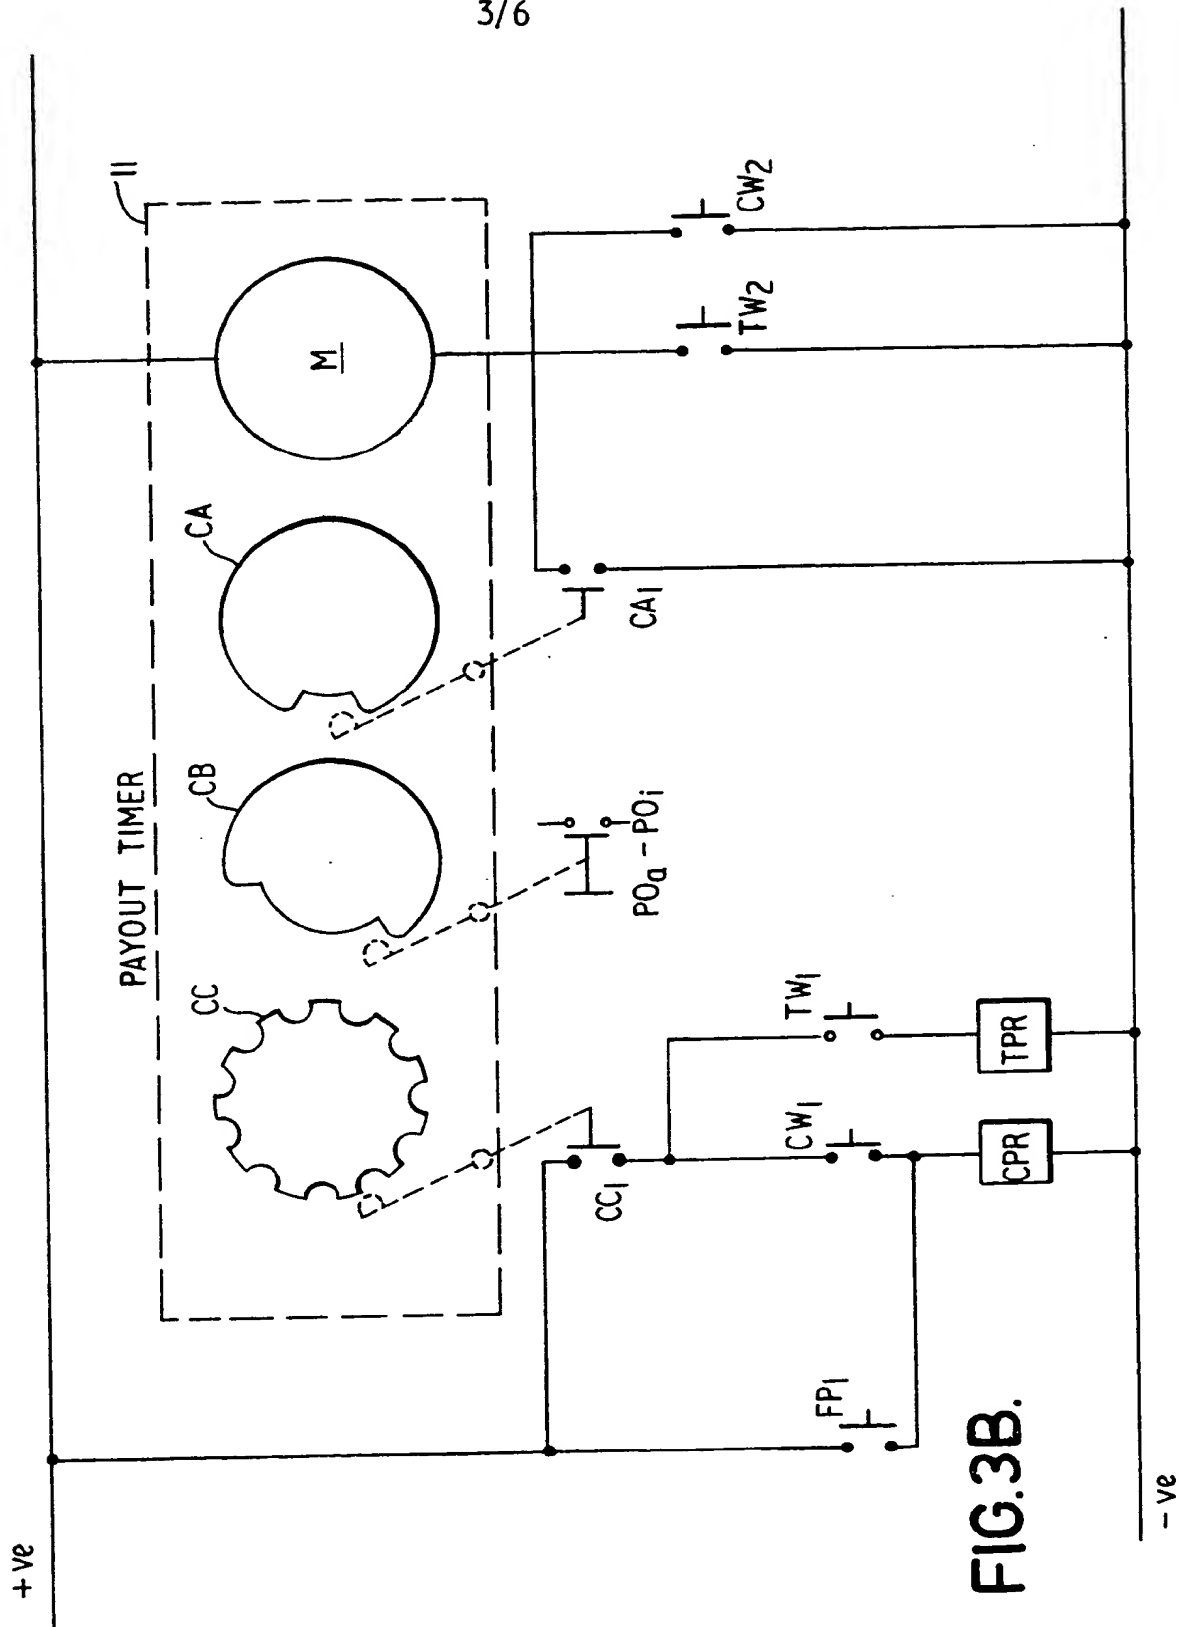 3/6
+ve
PAYOUT TIMER
11
CC
CB
CA
M
CC1
POa - POi
CA1
FP1
CW1
TW1
TW2
CW2
CPR
TPR
FIG.3B.
-ve